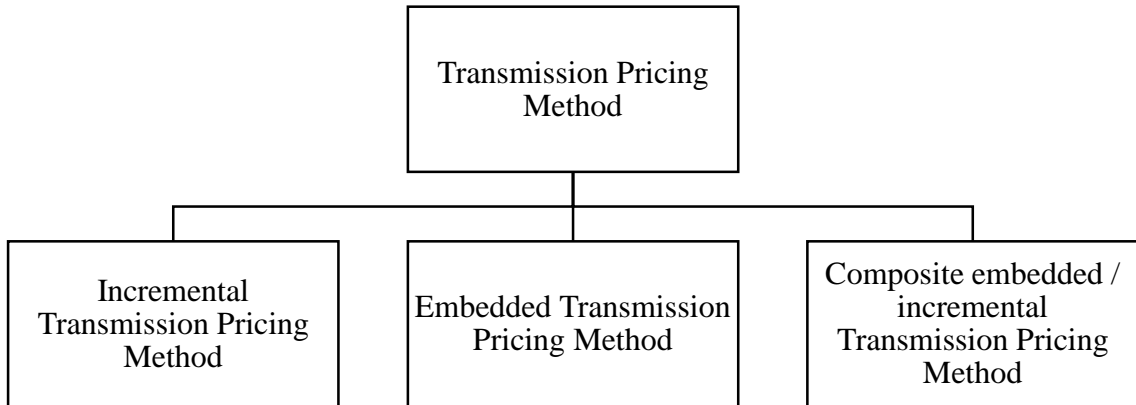 Transmission Pricing
Method
Incremental
Transmission Pricing
Method
Embedded Transmission
Pricing Method
Composite embedded /
incremental
Transmission Pricing
Method